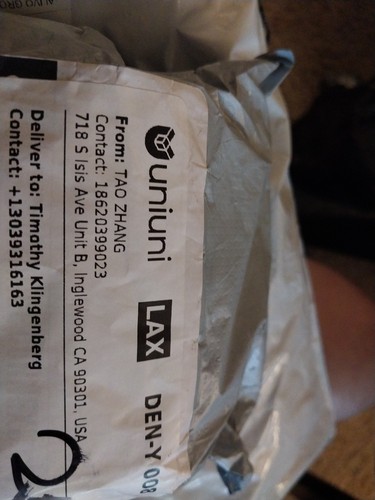 uniuni
LAX
DEN-Y 008
From: TAO ZHANG
Contact: 18620399023
718 S Isis Ave Unit B, Inglewood CA 90301, USA
Deliver to: Timothy Klingenberg
Contact: +13039316163
2